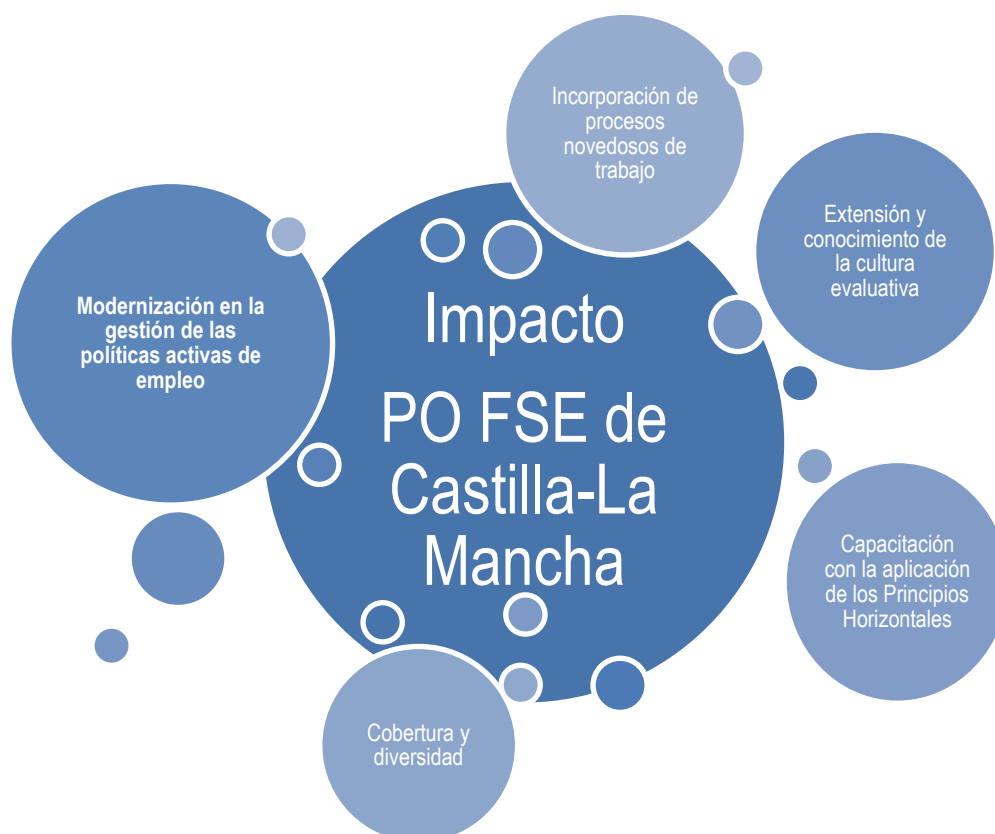 Incorporación de
procesos
novedosos de
trabajo
Extensión y
conocimiento de
la cultura
evaluativa
Modernización en la
gestión de las
políticas activas de
empleo
Impacto
PO FSE de
Castilla-La
Mancha
Capacitación
con la aplicación
de los Principios
Horizontales
Cobertura y
diversidad